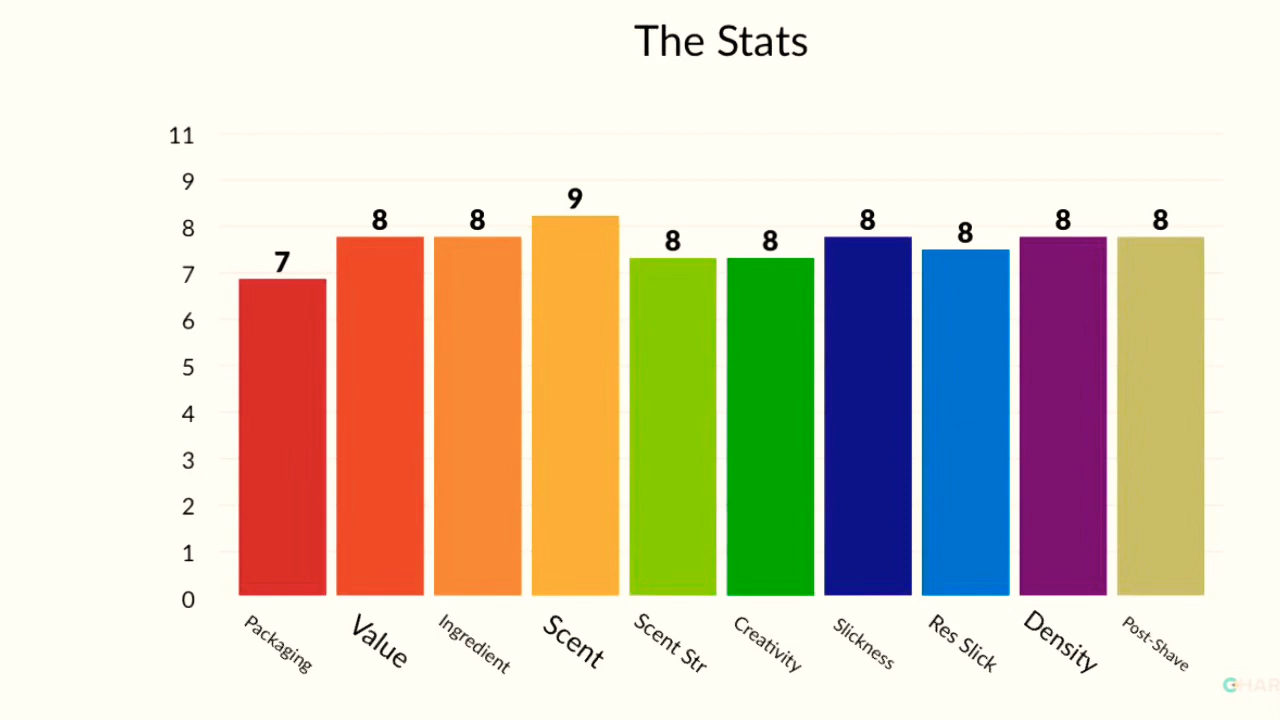 The Stats
11
9
8
7
6
5
4
3
2
1
0
7
8
8
9
8
8
8
8
8
8
Packaging
Value
Ingredient
Scent
Scent Str
Creativity
Slickness
Res Slick
Density
Post-Shave